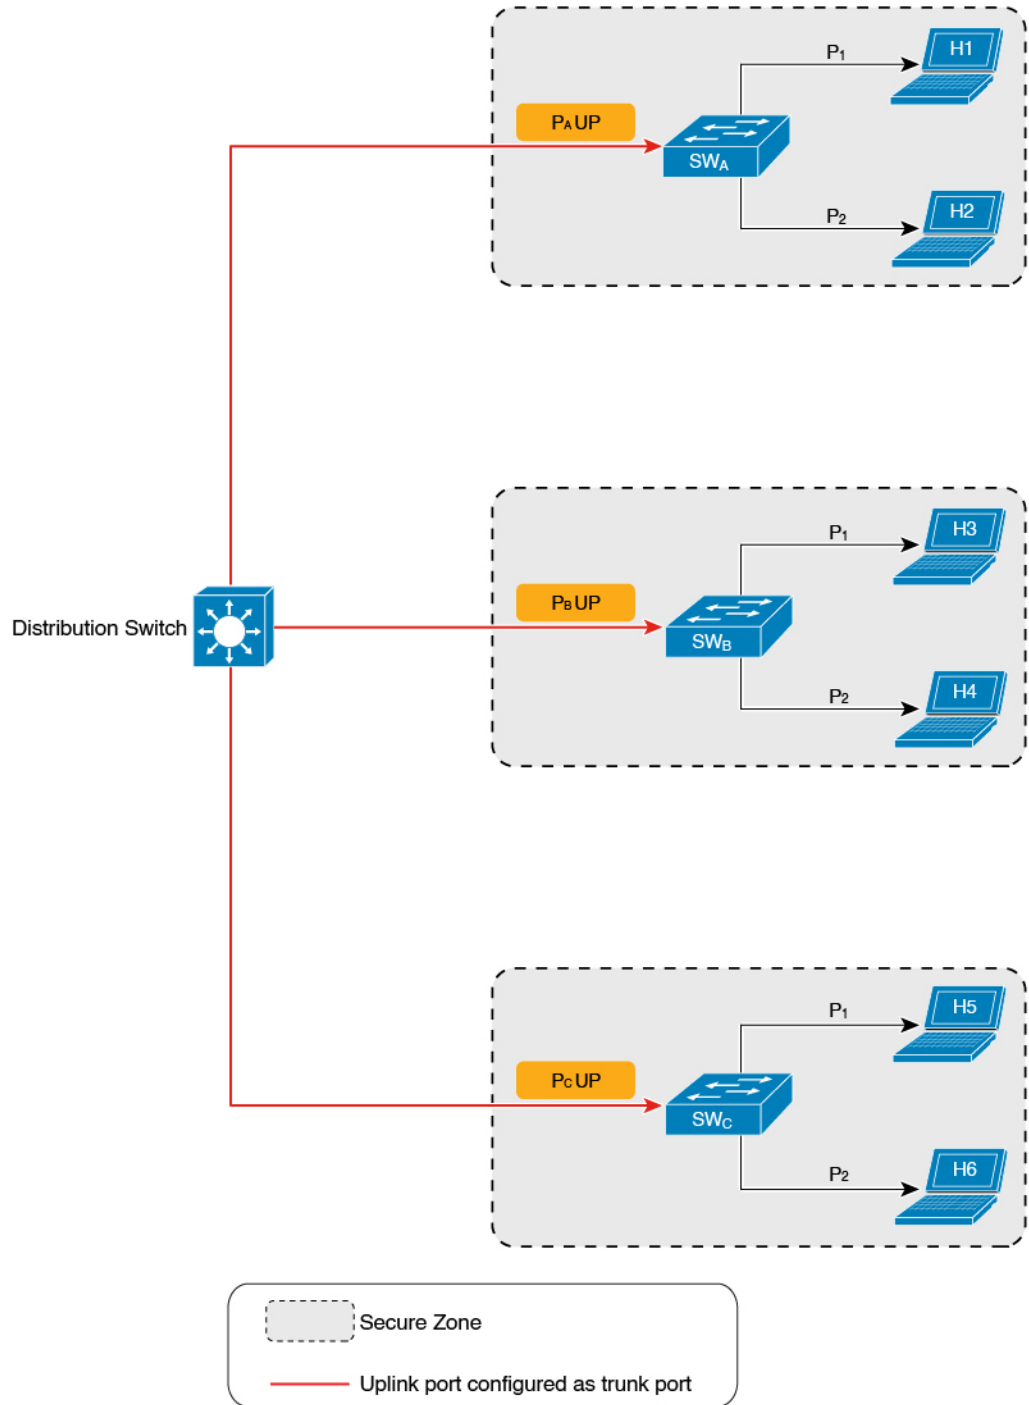 P1
H1
PA UP
SWA
P2
H2
P1
H3
Distribution Switch
PB UP
SWB
P2
H4
P1
H5
PC UP
SWC
P2
H6
Secure Zone
Uplink port configured as trunk port